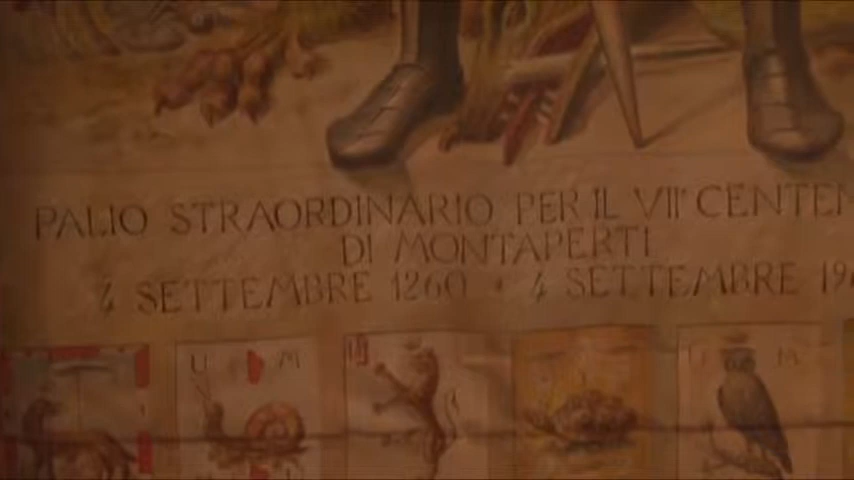 PALIO STRAORDINARIO PER IL VII° CENTEN
DI MONTAPERTI
4 SETTEMBRE 1260 • 4 SETTEMBRE 19
U M